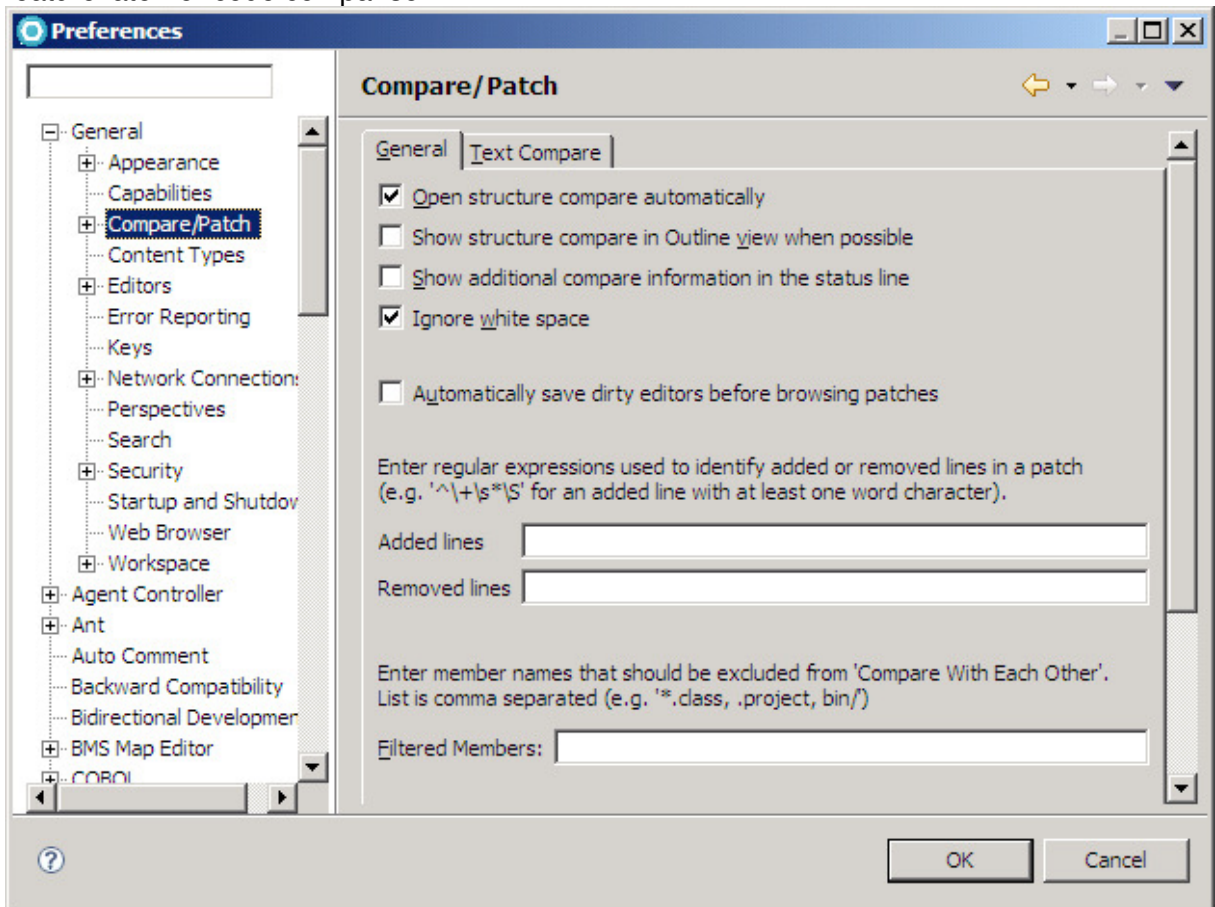 Preferences
Compare/Patch
General
Appearance
Capabilities
Compare/Patch
Content Types
Editors
Error Reporting
Keys
Network Connection
Perspectives
Search
Security
Startup and Shutdov
Web Browser
Workspace
Agent Controller
Ant
Auto Comment
Backward Compatibility
Bidirectional Developmer
BMS Map Editor
COBOL
General
Text Compare
Open structure compare automatically
Show structure compare in Outline view when possible
Show additional compare information in the status line
Ignore white space
Automatically save dirty editors before browsing patches
Enter regular expressions used to identify added or removed lines in a patch
(e.g. '^\+\s*\S' for an added line with at least one word character).
Added lines
Removed lines
Enter member names that should be excluded from 'Compare With Each Other'.
List is comma separated (e.g. '*.class, .project, bin/')
Filtered Members:
OK
Cancel